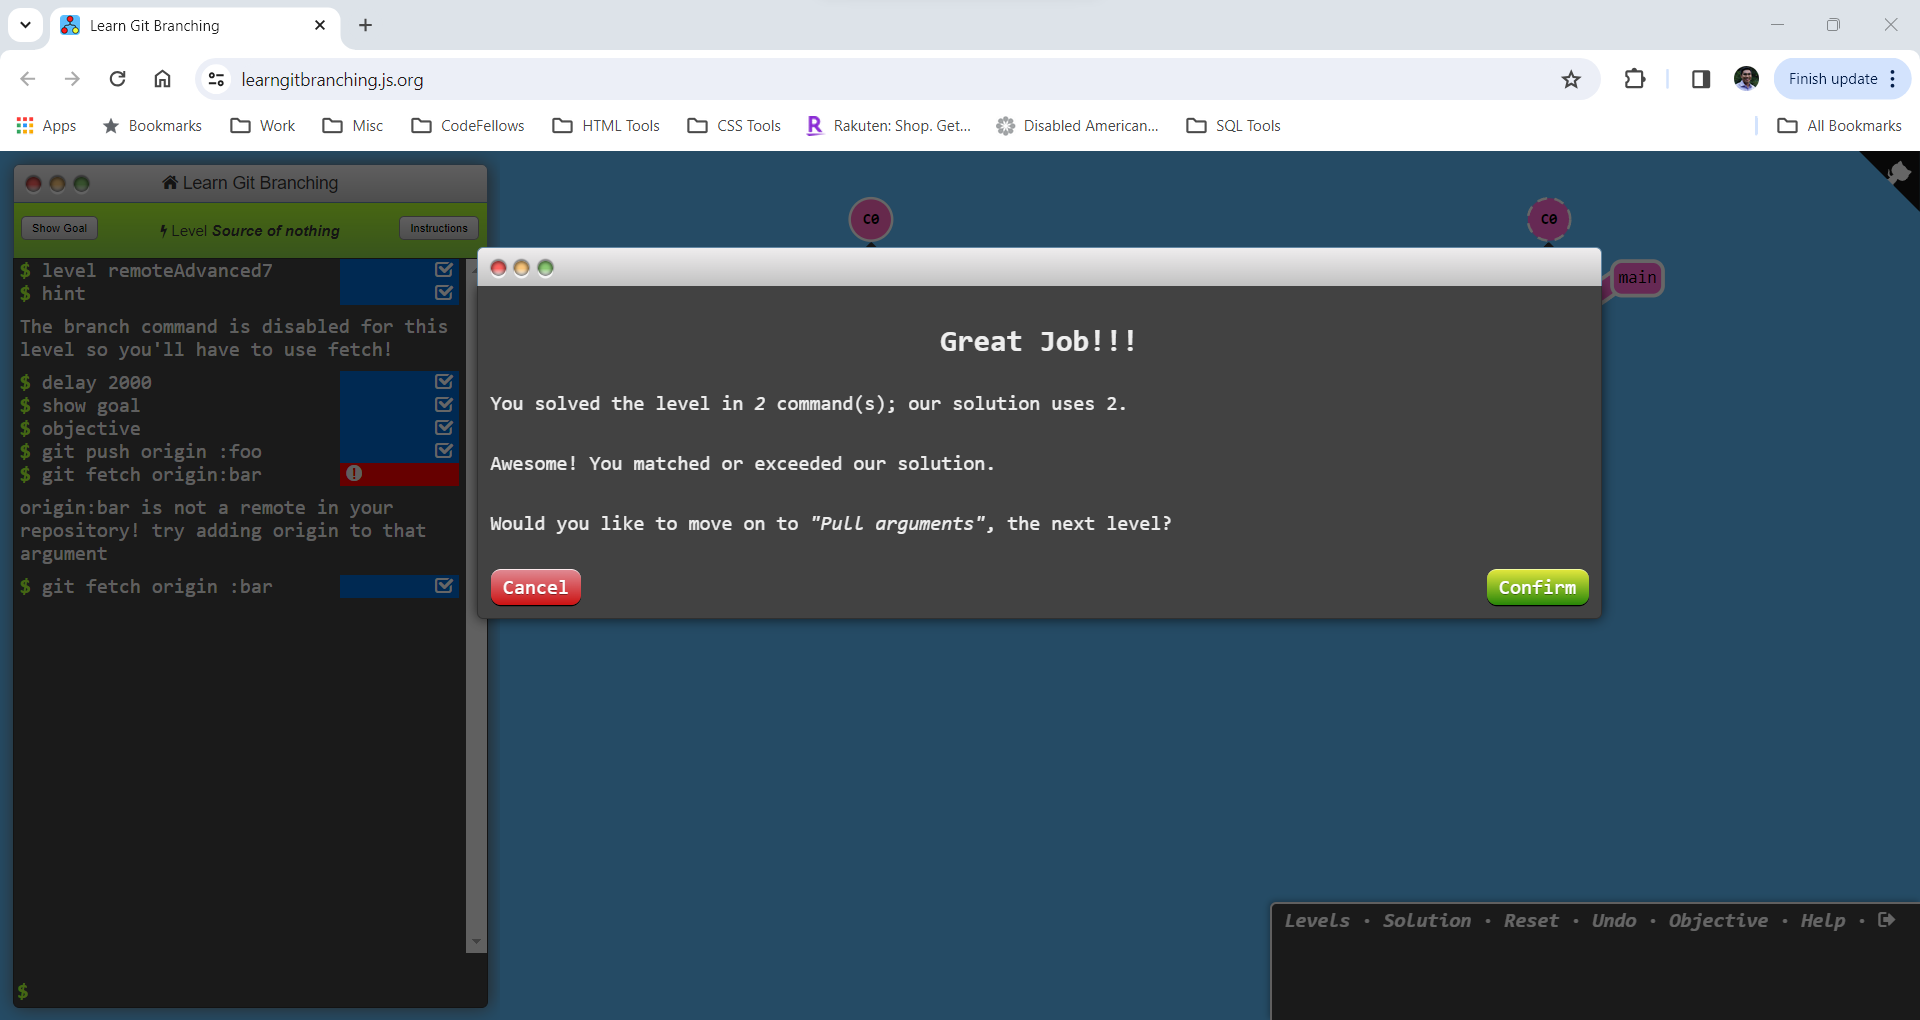 Learn Git Branching
learngitbranching.js.org
Finish update
Apps Bookmarks Work Misc CodeFellows HTML Tools CSS Tools Rakuten: Shop. Get... Disabled American... SQL Tools All Bookmarks
Learn Git Branching
Show Goal Level Source of nothing Instructions
$ level remoteAdvanced7
$ hint
The branch command is disabled for this
level so you'll have to use fetch!
$ delay 2000
$ show goal
$ objective
$ git push origin :foo
$ git fetch origin:bar
origin:bar is not a remote in your
repository! try adding origin to that
argument
$ git fetch origin :bar
$
C0
C0
main
Great Job!!!
You solved the level in 2 command(s); our solution uses 2.
Awesome! You matched or exceeded our solution.
Would you like to move on to "Pull arguments", the next level?
Cancel Confirm
Levels · Solution · Reset · Undo · Objective · Help ·